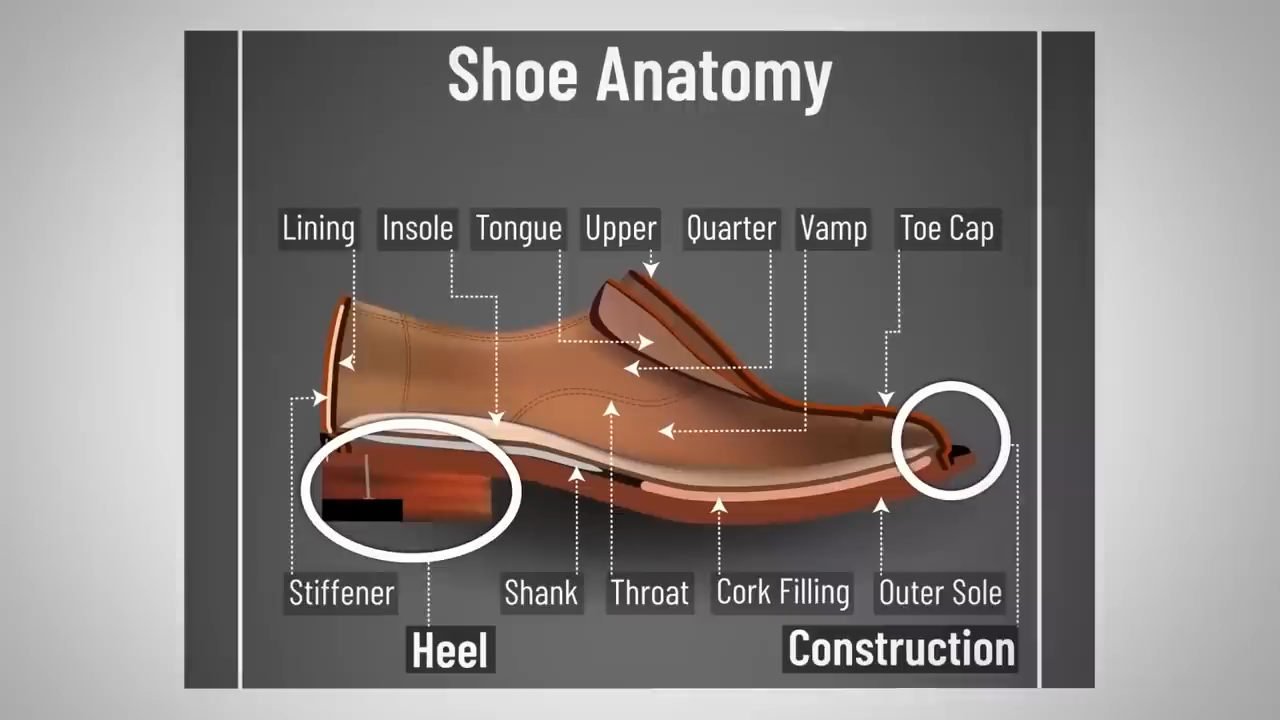 Shoe Anatomy
Lining Insole Tongue Upper Quarter Vamp Toe Cap
Stiffener Shank Throat Cork Filling Outer Sole
Heel Construction